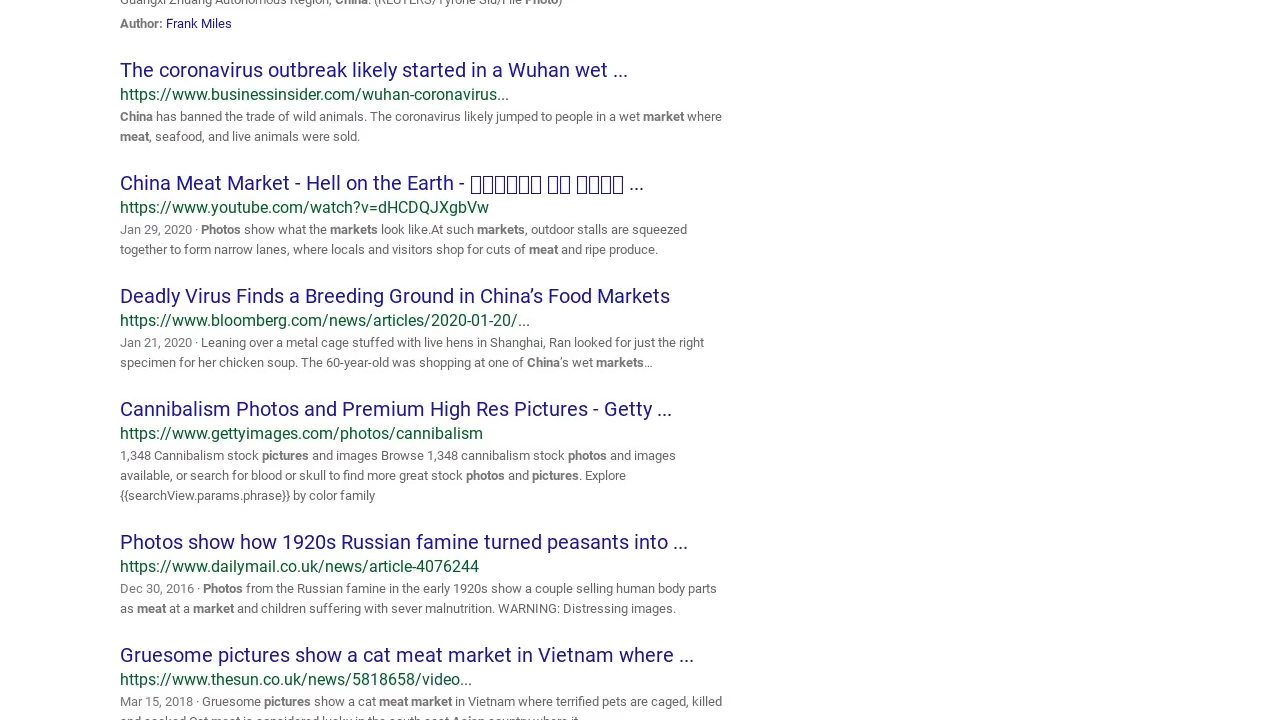 Guangxi Zhuang Autonomous Region, China. (REUTERS/Tyrone Siu/File Photo)
Author: Frank Miles
The coronavirus outbreak likely started in a Wuhan wet ...
https://www.businessinsider.com/wuhan-coronavirus...
China has banned the trade of wild animals. The coronavirus likely jumped to people in a wet market where
meat, seafood, and live animals were sold.
China Meat Market - Hell on the Earth - ...
https://www.youtube.com/watch?v=dHCDQJXgbVw
Jan 29, 2020 · Photos show what the markets look like.At such markets, outdoor stalls are squeezed
together to form narrow lanes, where locals and visitors shop for cuts of meat and ripe produce.
Deadly Virus Finds a Breeding Ground in China’s Food Markets
https://www.bloomberg.com/news/articles/2020-01-20/...
Jan 21, 2020 · Leaning over a metal cage stuffed with live hens in Shanghai, Ran looked for just the right
specimen for her chicken soup. The 60-year-old was shopping at one of China’s wet markets…
Cannibalism Photos and Premium High Res Pictures - Getty ...
https://www.gettyimages.com/photos/cannibalism
1,348 Cannibalism stock pictures and images Browse 1,348 cannibalism stock photos and images
available, or search for blood or skull to find more great stock photos and pictures. Explore
{{searchView.params.phrase}} by color family
Photos show how 1920s Russian famine turned peasants into ...
https://www.dailymail.co.uk/news/article-4076244
Dec 30, 2016 · Photos from the Russian famine in the early 1920s show a couple selling human body parts
as meat at a market and children suffering with sever malnutrition. WARNING: Distressing images.
Gruesome pictures show a cat meat market in Vietnam where ...
https://www.thesun.co.uk/news/5818658/video...
Mar 15, 2018 · Gruesome pictures show a cat meat market in Vietnam where terrified pets are caged, killed